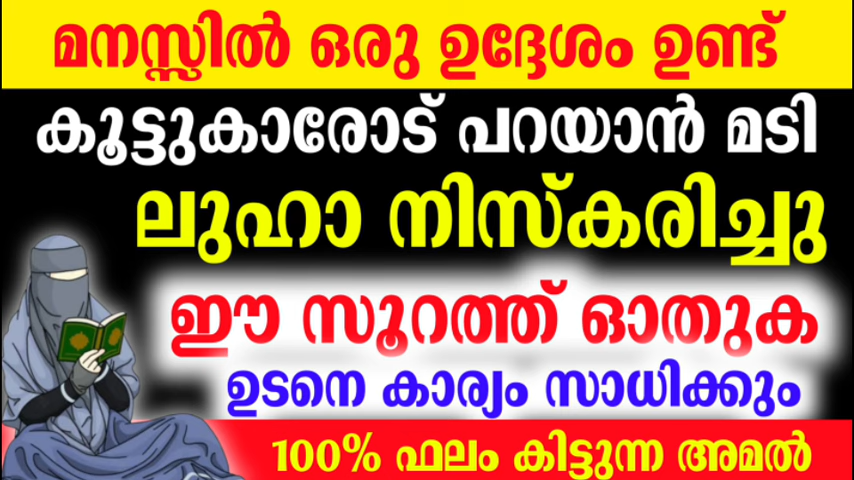 മനസ്സിൽ ഒരു ഉദ്ദേശം ഉണ്ട്
കൂട്ടുകാരോട് പറയാൻ മടി
ലുഹാ നിസ്കരിച്ചു
ഈ സൂറത്ത് ഓതുക
ഉടനെ കാര്യം സാധിക്കും
100% ഫലം കിട്ടുന്ന അമൽ